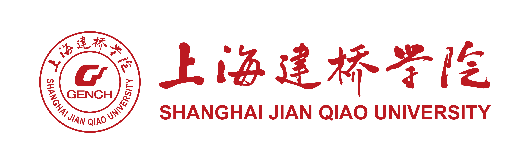 上海建桥学院
GENCH
SHANGHAI JIAN QIAO UNIVERSITY
上海建桥学院
SHANGHAI JIAN QIAO UNIVERSITY